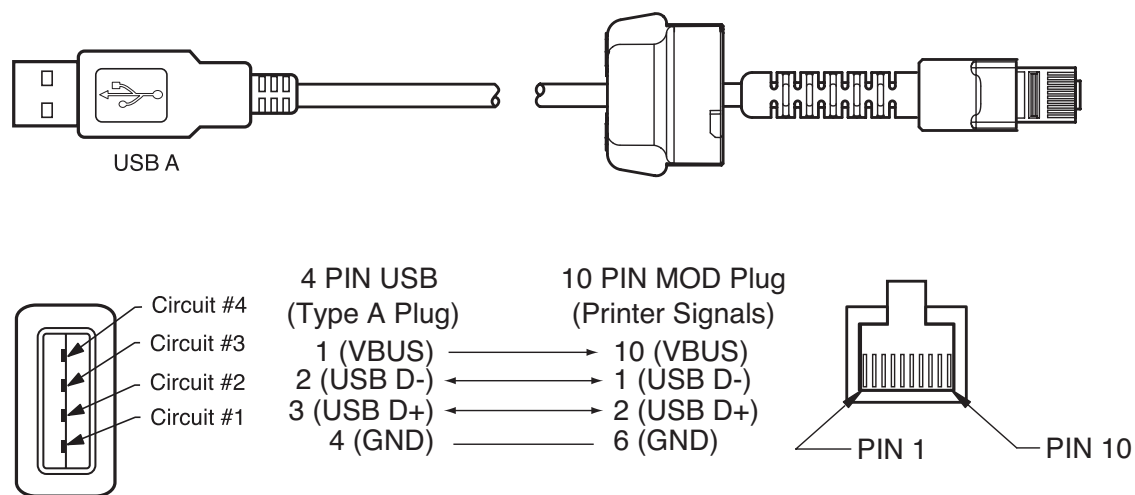 USB A
Circuit #4
Circuit #3
Circuit #2
Circuit #1
4 PIN USB
(Type A Plug)
10 PIN MOD Plug
(Printer Signals)
1 (VBUS) 10 (VBUS)
2 (USB D-) 1 (USB D-)
3 (USB D+) 2 (USB D+)
4 (GND) 6 (GND)
PIN 1
PIN 10